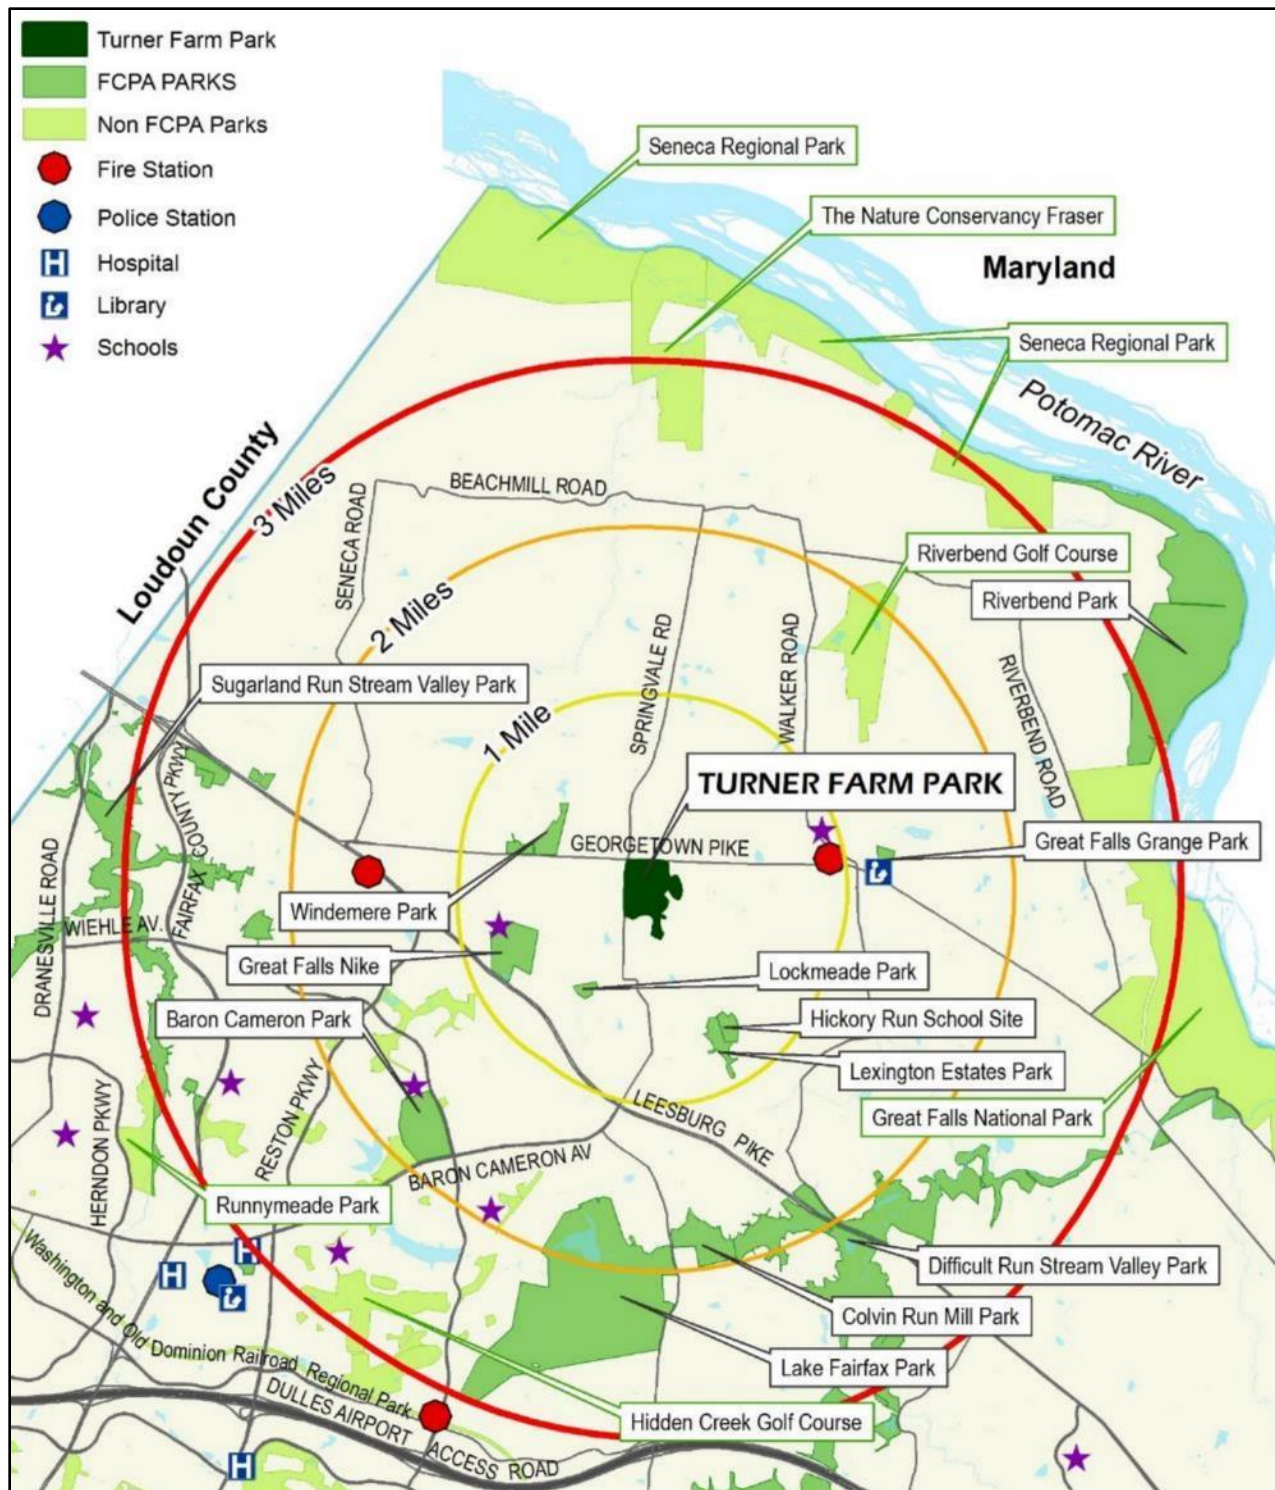 Turner Farm Park
FCPA PARKS
Non FCPA Parks
Fire Station
Police Station
Hospital
Library
Schools
Seneca Regional Park
The Nature Conservancy Fraser
Maryland
Seneca Regional Park
Potomac River
Loudoun County
3 Miles
BEACHMILL ROAD
SENECA ROAD
2 Miles
Riverbend Golf Course
Riverbend Park
Sugarland Run Stream Valley Park
1 Mile
SPRINGVALE RD
WALKER ROAD
RIVERBEND ROAD
TURNER FARM PARK
FAIRFAX COUNTY PKWY
GEORGETOWN PIKE
Great Falls Grange Park
DRANESVILLE ROAD
WIEHLE AV.
Windemere Park
Great Falls Nike
Lockmeade Park
Baron Cameron Park
Hickory Run School Site
Lexington Estates Park
Great Falls National Park
HERNDON PKWY
RESTON PKWY
LEESBURG PIKE
BARON CAMERON AV
Runnymeade Park
Difficult Run Stream Valley Park
Colvin Run Mill Park
Lake Fairfax Park
Hidden Creek Golf Course
Washington and Old Dominion Railroad Regional Park
DULLES AIRPORT ACCESS ROAD
H
H
H
H